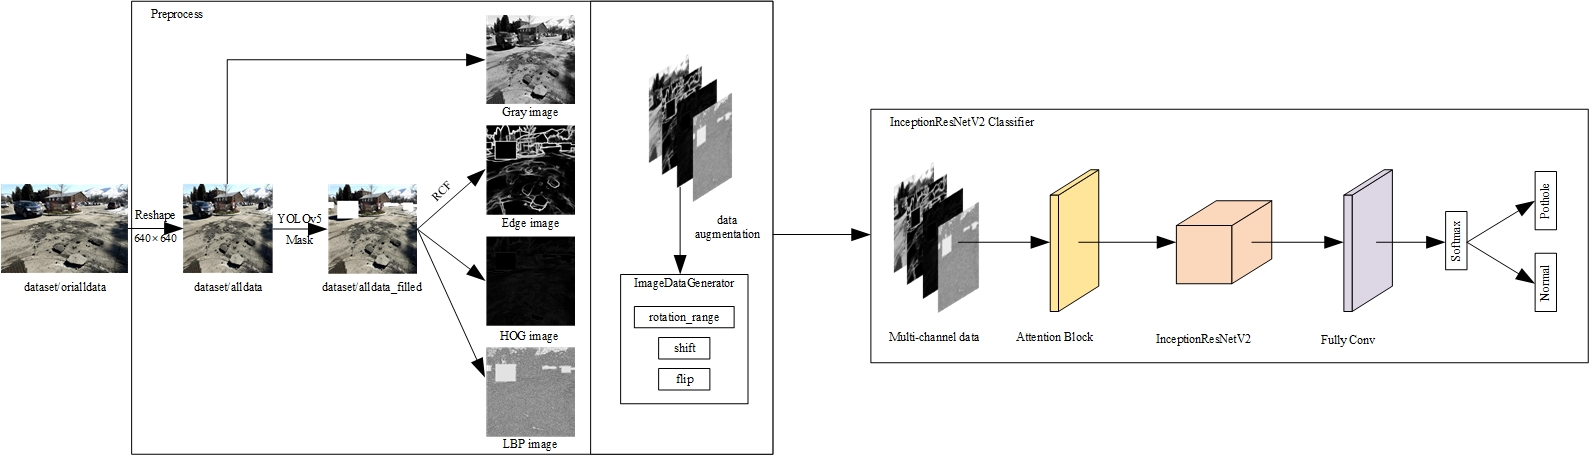 Preprocess
Gray image
Reshape
640×640
YOLOv5
Mask
RCF
Edge image
dataset/orialldata
dataset/alldata
dataset/alldata_filled
HOG image
LBP image
data
augmentation
ImageDataGenerator
rotation_range
shift
flip
InceptionResNetV2 Classifier
Multi-channel data
Attention Block
InceptionResNetV2
Fully Conv
Softmax
Pothole
Normal